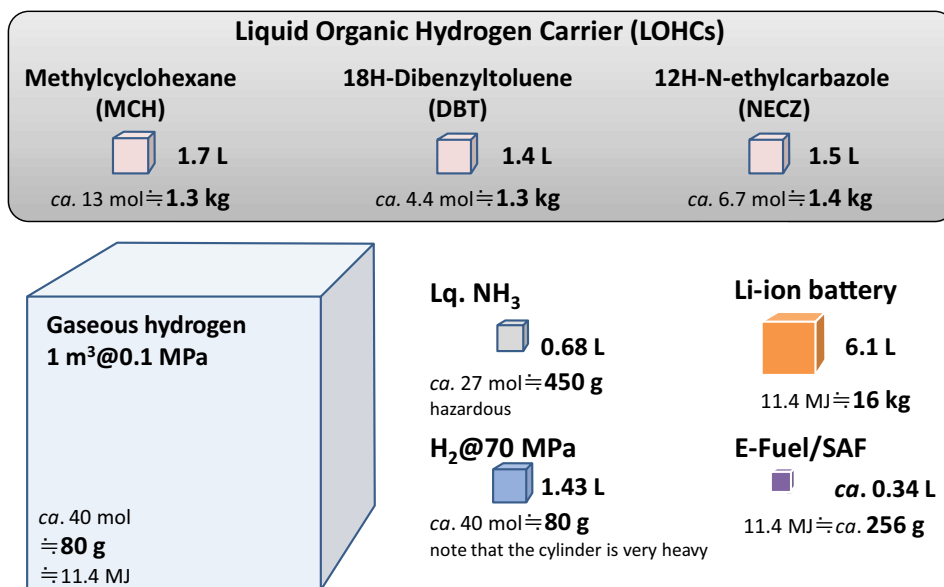 Liquid Organic Hydrogen Carrier (LOHCs)
Methylcyclohexane
(MCH)
1.7 L
ca. 13 mol≒1.3 kg
18H-Dibenzyltoluene
(DBT)
1.4 L
ca. 4.4 mol≒1.3 kg
12H-N-ethylcarbazole
(NECZ)
1.5 L
ca. 6.7 mol≒1.4 kg
Gaseous hydrogen
1 m³@0.1 MPa
ca. 40 mol
≒80 g
≒11.4 MJ
Lq. NH₃
0.68 L
ca. 27 mol≒450 g
hazardous
Li-ion battery
6.1 L
11.4 MJ≒16 kg
H₂@70 MPa
1.43 L
ca. 40 mol≒80 g
note that the cylinder is very heavy
E-Fuel/SAF
ca. 0.34 L
11.4 MJ≒ca. 256 g